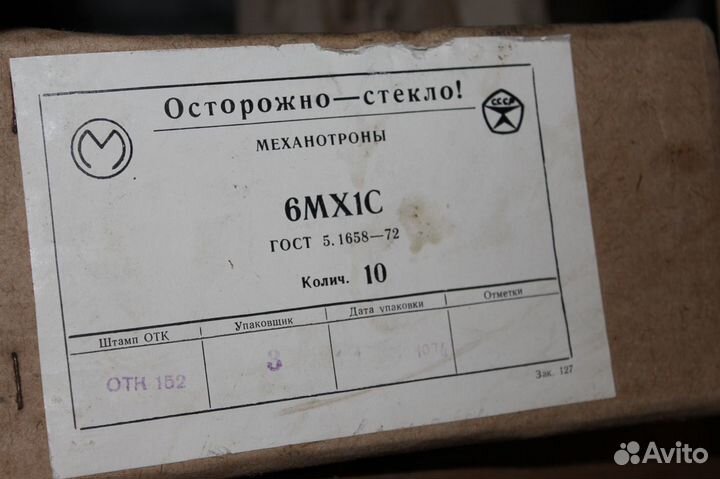 Осторожно—стекло!
СССР
МЕХАНОТРОНЫ
6МХ1С
ГОСТ 5.1658—72
Колич. 10
Штамп ОТК Упаковщик Дата упаковки Отметки
ОТК 152 3
Зак. 127
Avito